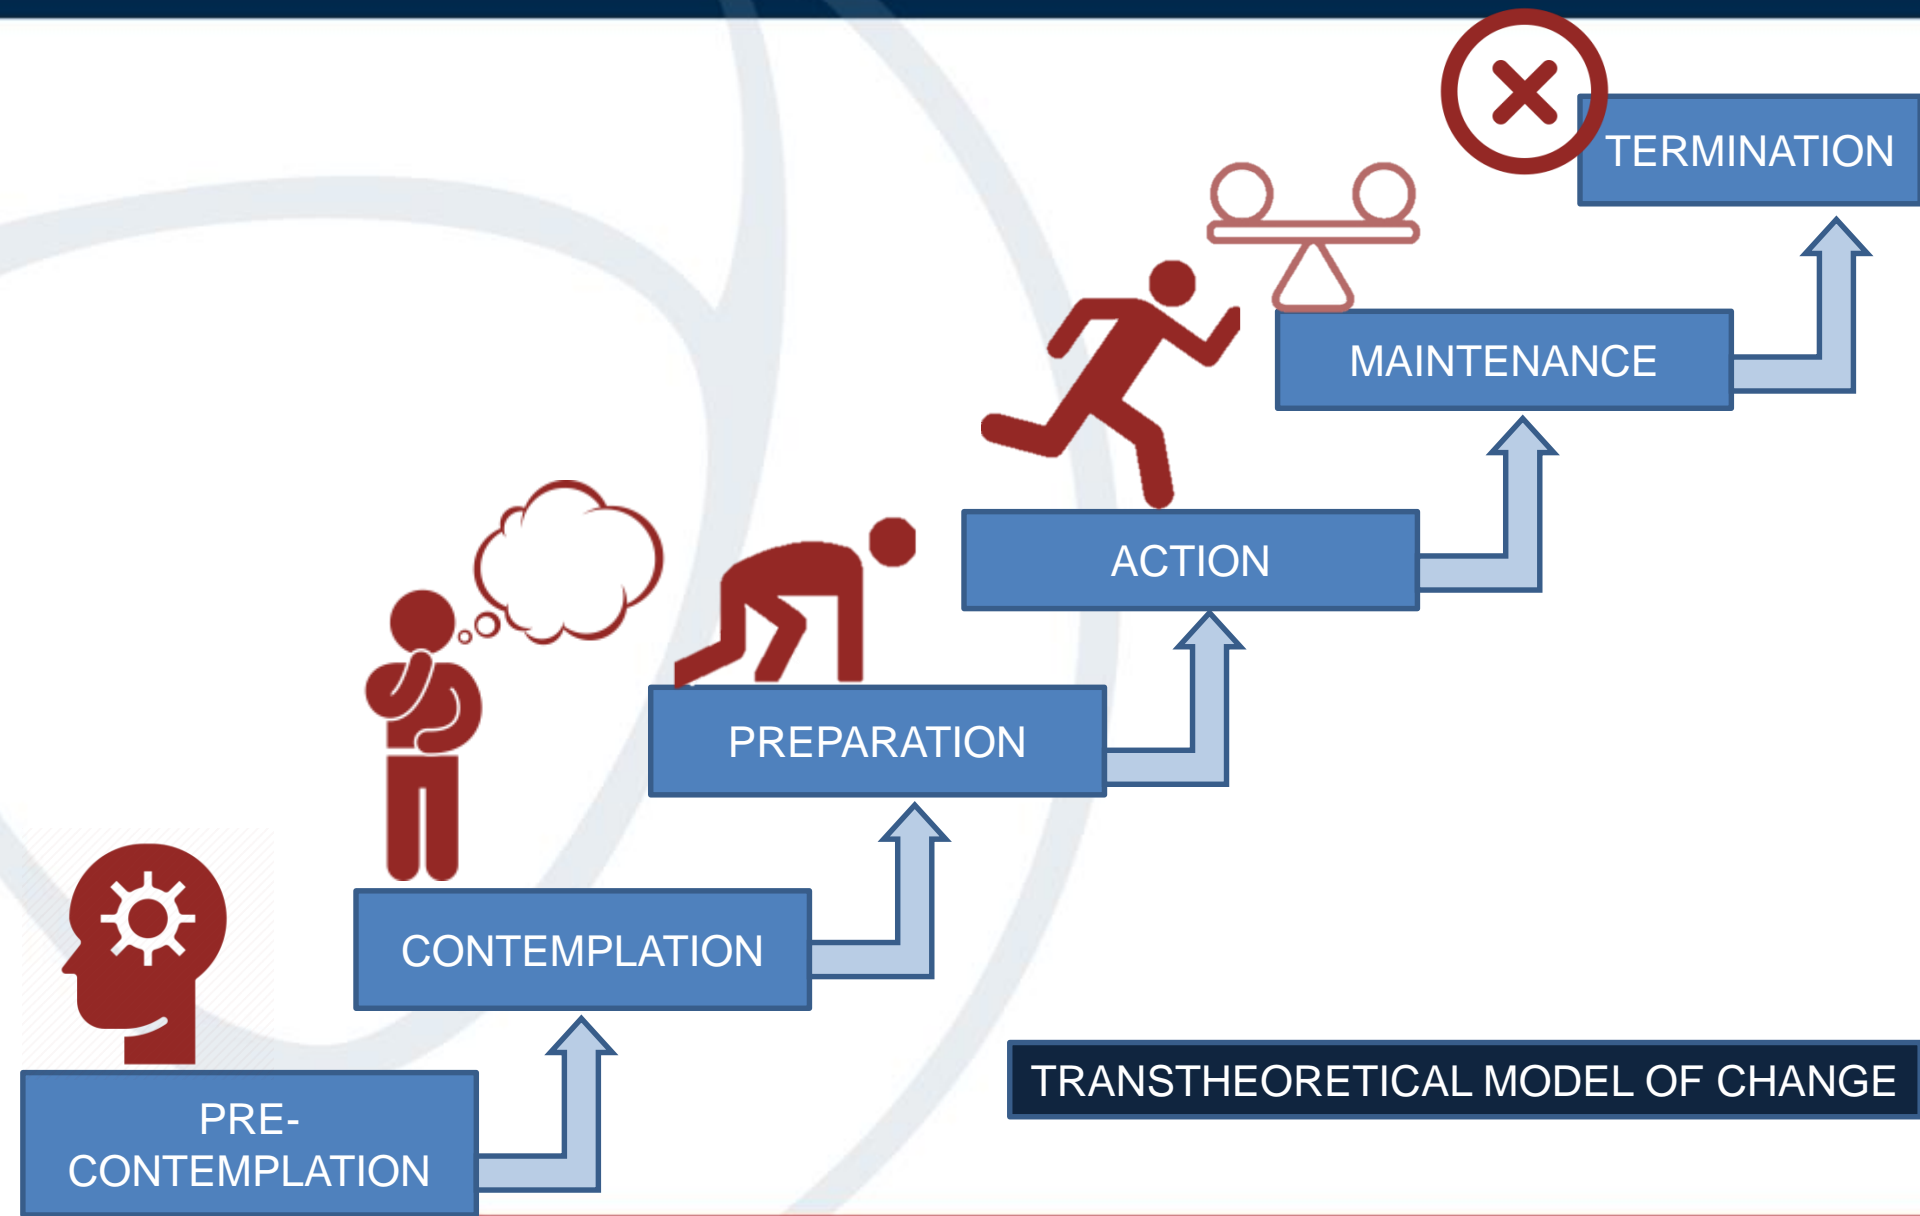 TERMINATION
MAINTENANCE
ACTION
PREPARATION
CONTEMPLATION
TRANSTHEORETICAL MODEL OF CHANGE
PRE-
CONTEMPLATION